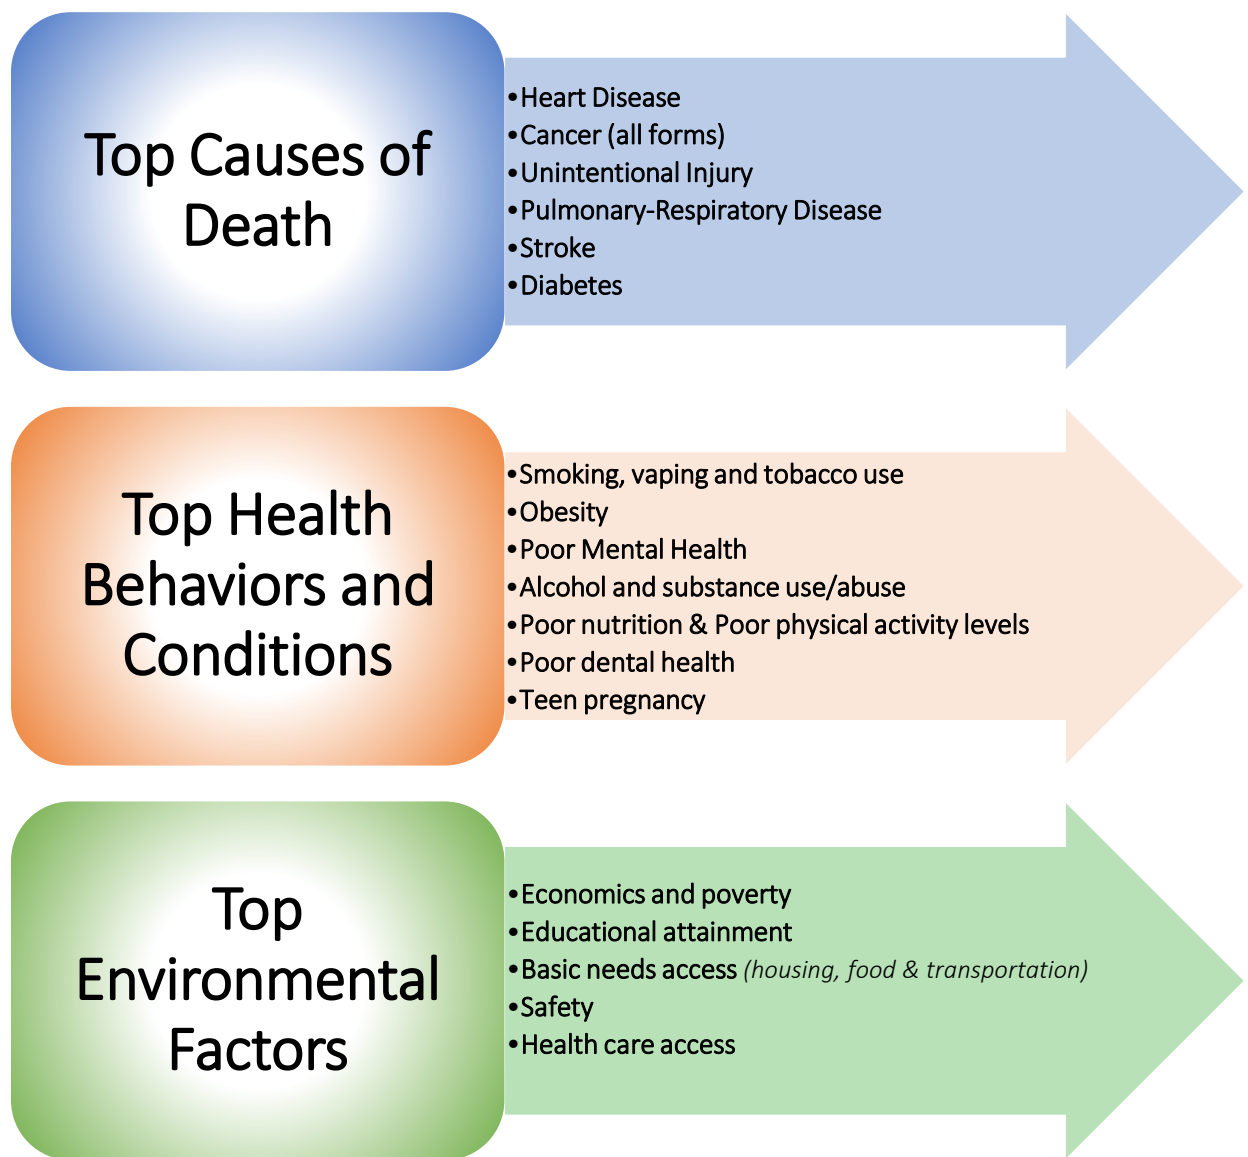 Top Causes of
Death
•Heart Disease
•Cancer (all forms)
•Unintentional Injury
•Pulmonary-Respiratory Disease
•Stroke
•Diabetes
Top Health
Behaviors and
Conditions
•Smoking, vaping and tobacco use
•Obesity
•Poor Mental Health
•Alcohol and substance use/abuse
•Poor nutrition & Poor physical activity levels
•Poor dental health
•Teen pregnancy
Top
Environmental
Factors
•Economics and poverty
•Educational attainment
•Basic needs access (housing, food & transportation)
•Safety
•Health care access